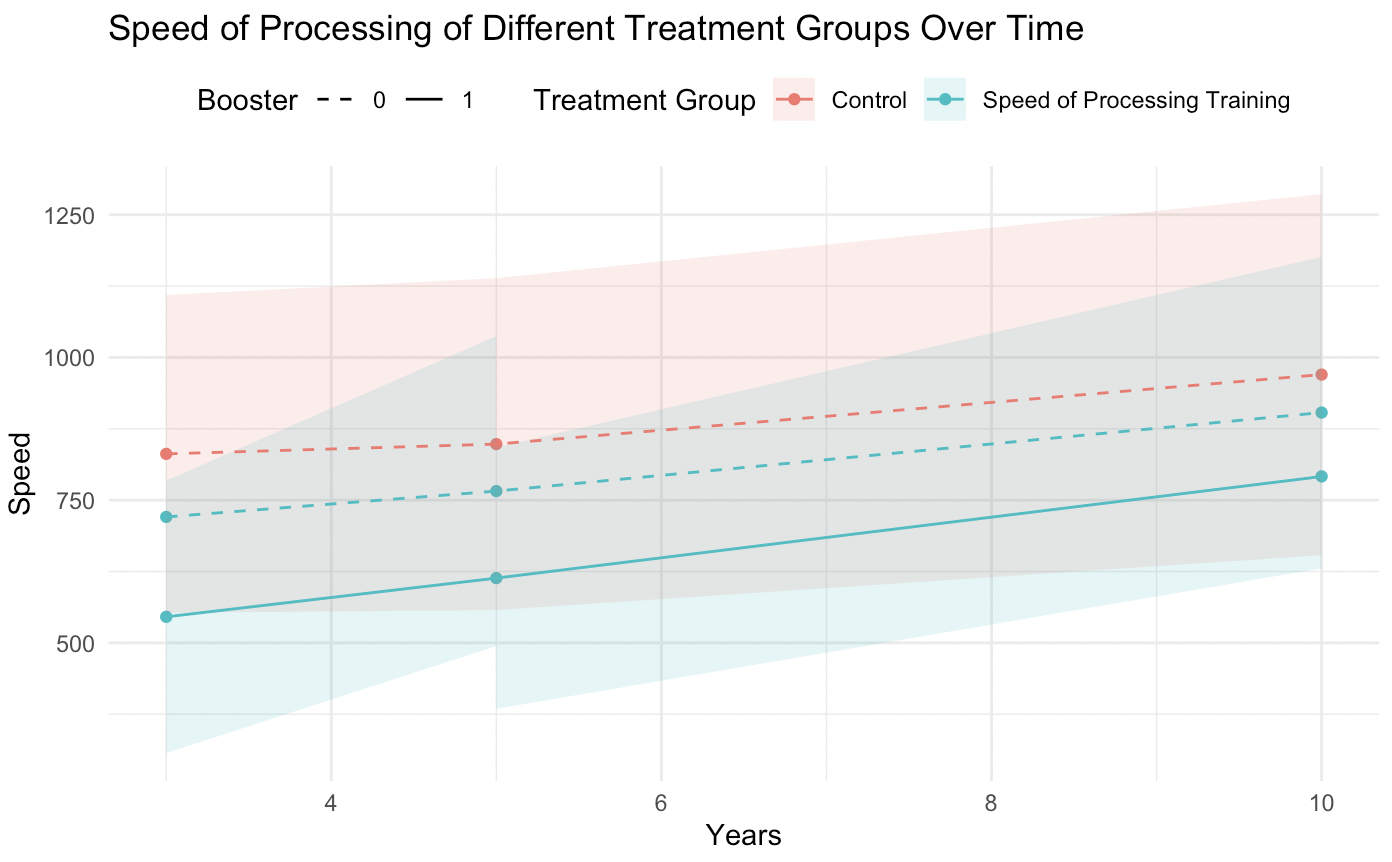 Speed of Processing of Different Treatment Groups Over Time
Booster 0 1 Treatment Group Control Speed of Processing Training
1250
1000
750
500
Speed
4 6 8 10
Years